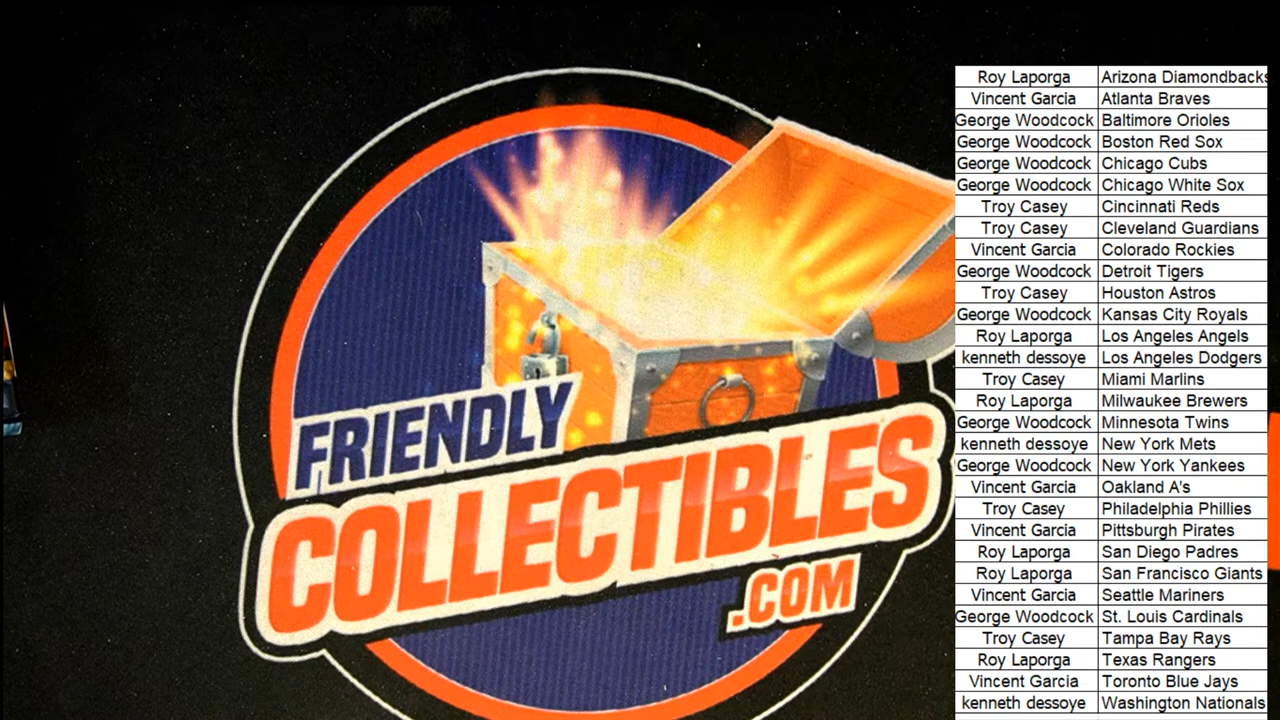 FRIENDLY
COLLECTIBLES
.COM
Roy Laporga Arizona Diamondbacks
Vincent Garcia Atlanta Braves
George Woodcock Baltimore Orioles
George Woodcock Boston Red Sox
George Woodcock Chicago Cubs
George Woodcock Chicago White Sox
Troy Casey Cincinnati Reds
Troy Casey Cleveland Guardians
Vincent Garcia Colorado Rockies
George Woodcock Detroit Tigers
Troy Casey Houston Astros
George Woodcock Kansas City Royals
Roy Laporga Los Angeles Angels
kenneth dessoye Los Angeles Dodgers
Troy Casey Miami Marlins
Roy Laporga Milwaukee Brewers
George Woodcock Minnesota Twins
kenneth dessoye New York Mets
George Woodcock New York Yankees
Vincent Garcia Oakland A's
Troy Casey Philadelphia Phillies
Vincent Garcia Pittsburgh Pirates
Roy Laporga San Diego Padres
Roy Laporga San Francisco Giants
Vincent Garcia Seattle Mariners
George Woodcock St. Louis Cardinals
Troy Casey Tampa Bay Rays
Roy Laporga Texas Rangers
Vincent Garcia Toronto Blue Jays
kenneth dessoye Washington Nationals